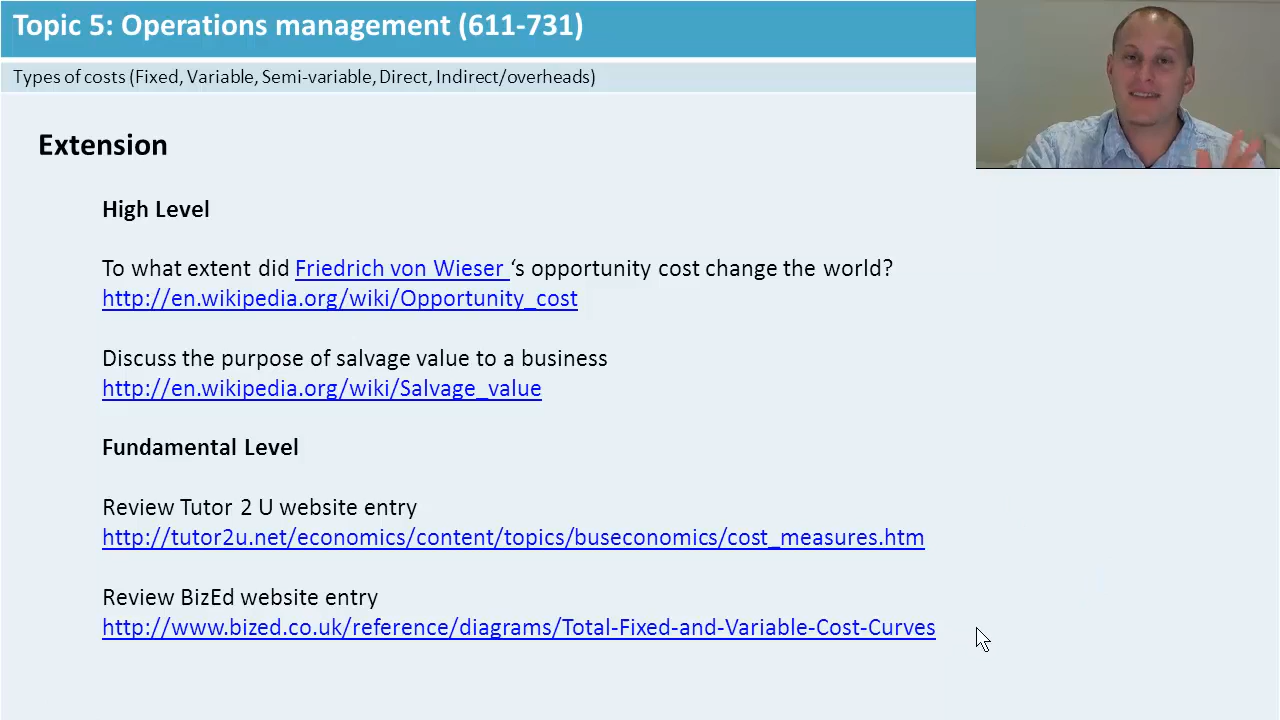 Topic 5: Operations management (611-731)
Types of costs (Fixed, Variable, Semi-variable, Direct, Indirect/overheads)
Extension
High Level
To what extent did Friedrich von Wieser ‘s opportunity cost change the world?
http://en.wikipedia.org/wiki/Opportunity_cost
Discuss the purpose of salvage value to a business
http://en.wikipedia.org/wiki/Salvage_value
Fundamental Level
Review Tutor 2 U website entry
http://tutor2u.net/economics/content/topics/buseconomics/cost_measures.htm
Review BizEd website entry
http://www.bized.co.uk/reference/diagrams/Total-Fixed-and-Variable-Cost-Curves